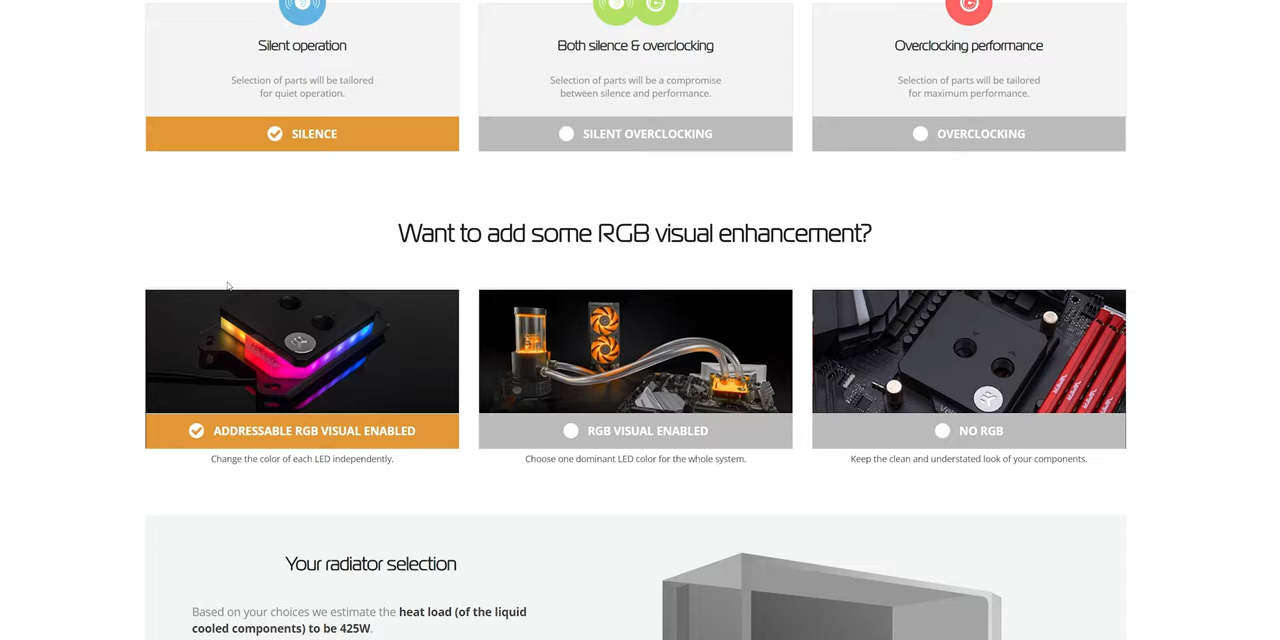 Silent operation
Selection of parts will be tailored
for quiet operation.
SILENCE
Both silence & overclocking
Selection of parts will be a compromise
between silence and performance.
SILENT OVERCLOCKING
Overclocking performance
Selection of parts will be tailored
for maximum performance.
OVERCLOCKING
Want to add some RGB visual enhancement?
ADDRESSABLE RGB VISUAL ENABLED
Change the color of each LED independently.
RGB VISUAL ENABLED
Choose one dominant LED color for the whole system.
NO RGB
Keep the clean and understated look of your components.
Your radiator selection
Based on your choices we estimate the heat load (of the liquid
cooled components) to be 425W.